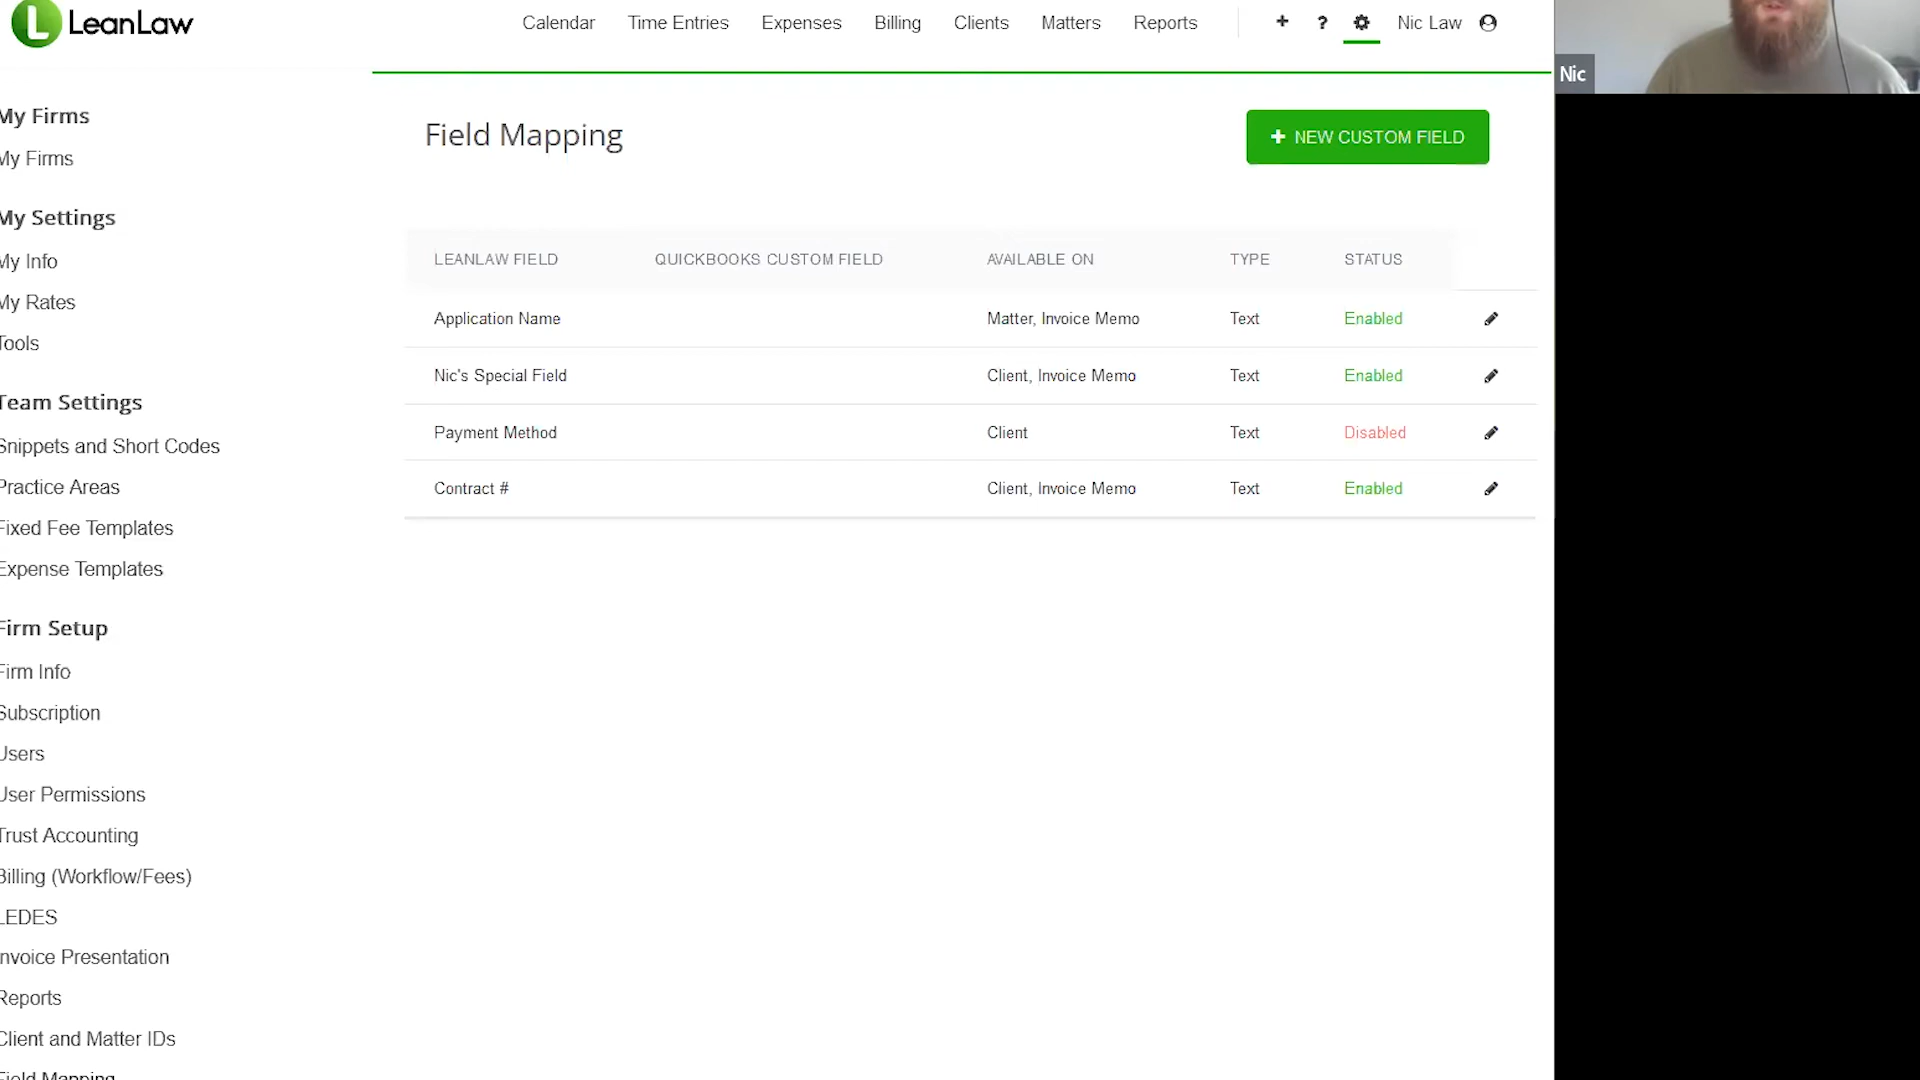 LeanLaw
Calendar Time Entries Expenses Billing Clients Matters Reports + ? Nic Law
Nic
My Firms
My Firms
My Settings
My Info
My Rates
Tools
Team Settings
Snippets and Short Codes
Practice Areas
Fixed Fee Templates
Expense Templates
Firm Setup
Firm Info
Subscription
Users
User Permissions
Trust Accounting
Billing (Workflow/Fees)
LEDES
Invoice Presentation
Reports
Client and Matter IDs
Field Mapping
Field Mapping
+ NEW CUSTOM FIELD
LEANLAW FIELD QUICKBOOKS CUSTOM FIELD AVAILABLE ON TYPE STATUS
Application Name Matter, Invoice Memo Text Enabled
Nic's Special Field Client, Invoice Memo Text Enabled
Payment Method Client Text Disabled
Contract # Client, Invoice Memo Text Enabled